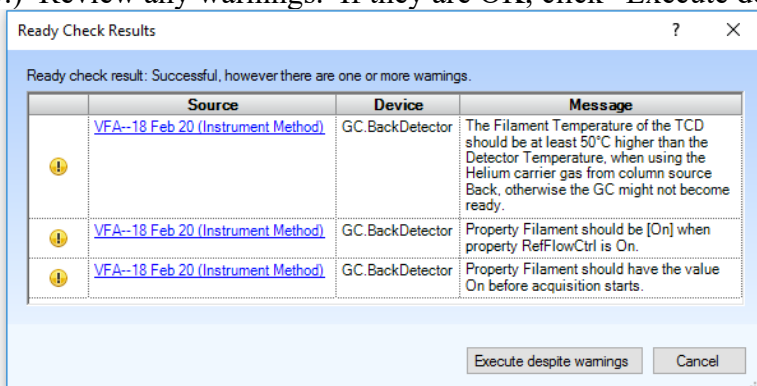 .) Review any warnings. If they are OK, click "Execute de
Ready Check Results
Ready check result: Successful, however there are one or more warnings.
Source Device Message
VFA--18 Feb 20 (Instrument Method) GC.BackDetector The Filament Temperature of the TCD
should be at least 50°C higher than the
Detector Temperature, when using the
Helium carrier gas from column source
Back, otherwise the GC might not become
ready.
VFA--18 Feb 20 (Instrument Method) GC.BackDetector Property Filament should be [On] when
property RefFlowCtrl is On.
VFA--18 Feb 20 (Instrument Method) GC.BackDetector Property Filament should have the value
On before acquisition starts.
Execute despite warnings Cancel